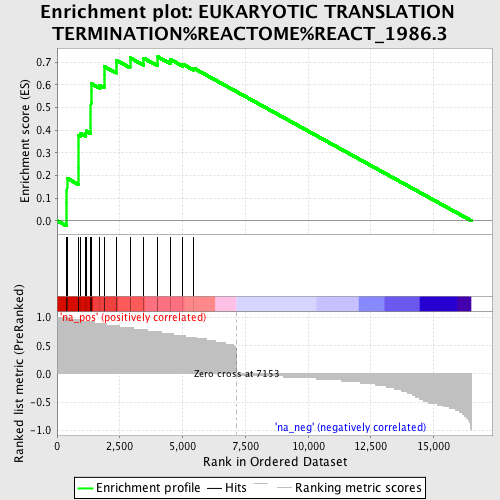 Enrichment plot: EUKARYOTIC TRANSLATION
TERMINATION%REACTOME%REACT_1986.3
Enrichment score (ES)
0.7
0.6
0.5
0.4
0.3
0.2
0.1
0.0
Ranked list metric (PreRanked)
1.0
0.5
0.0
-0.5
-1.0
'na_pos' (positively correlated)
Zero cross at 7153
'na_neg' (negatively correlated)
0 2,500 5,000 7,500 10,000 12,500 15,000
Rank in Ordered Dataset
Enrichment profile Hits Ranking metric scores